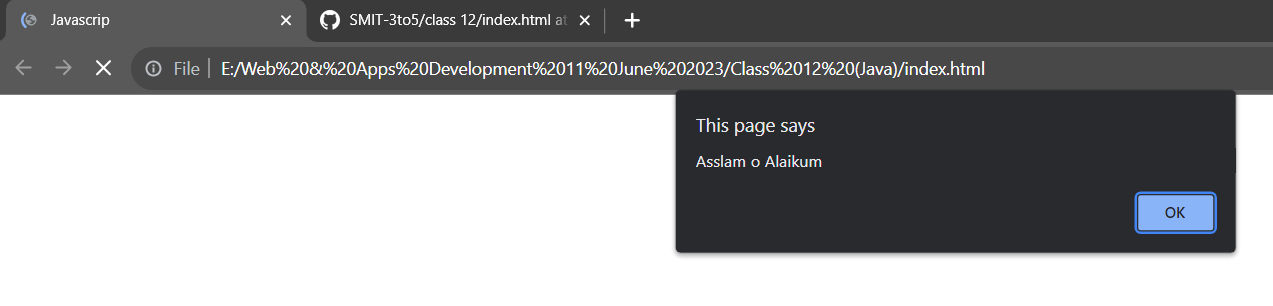 Javascrip
SMIT-3to5/class 12/index.html at
File
E:/Web%20&%20Apps%20Development%2011%20June%202023/Class%2012%20(Java)/index.html
This page says
Asslam o Alaikum
OK